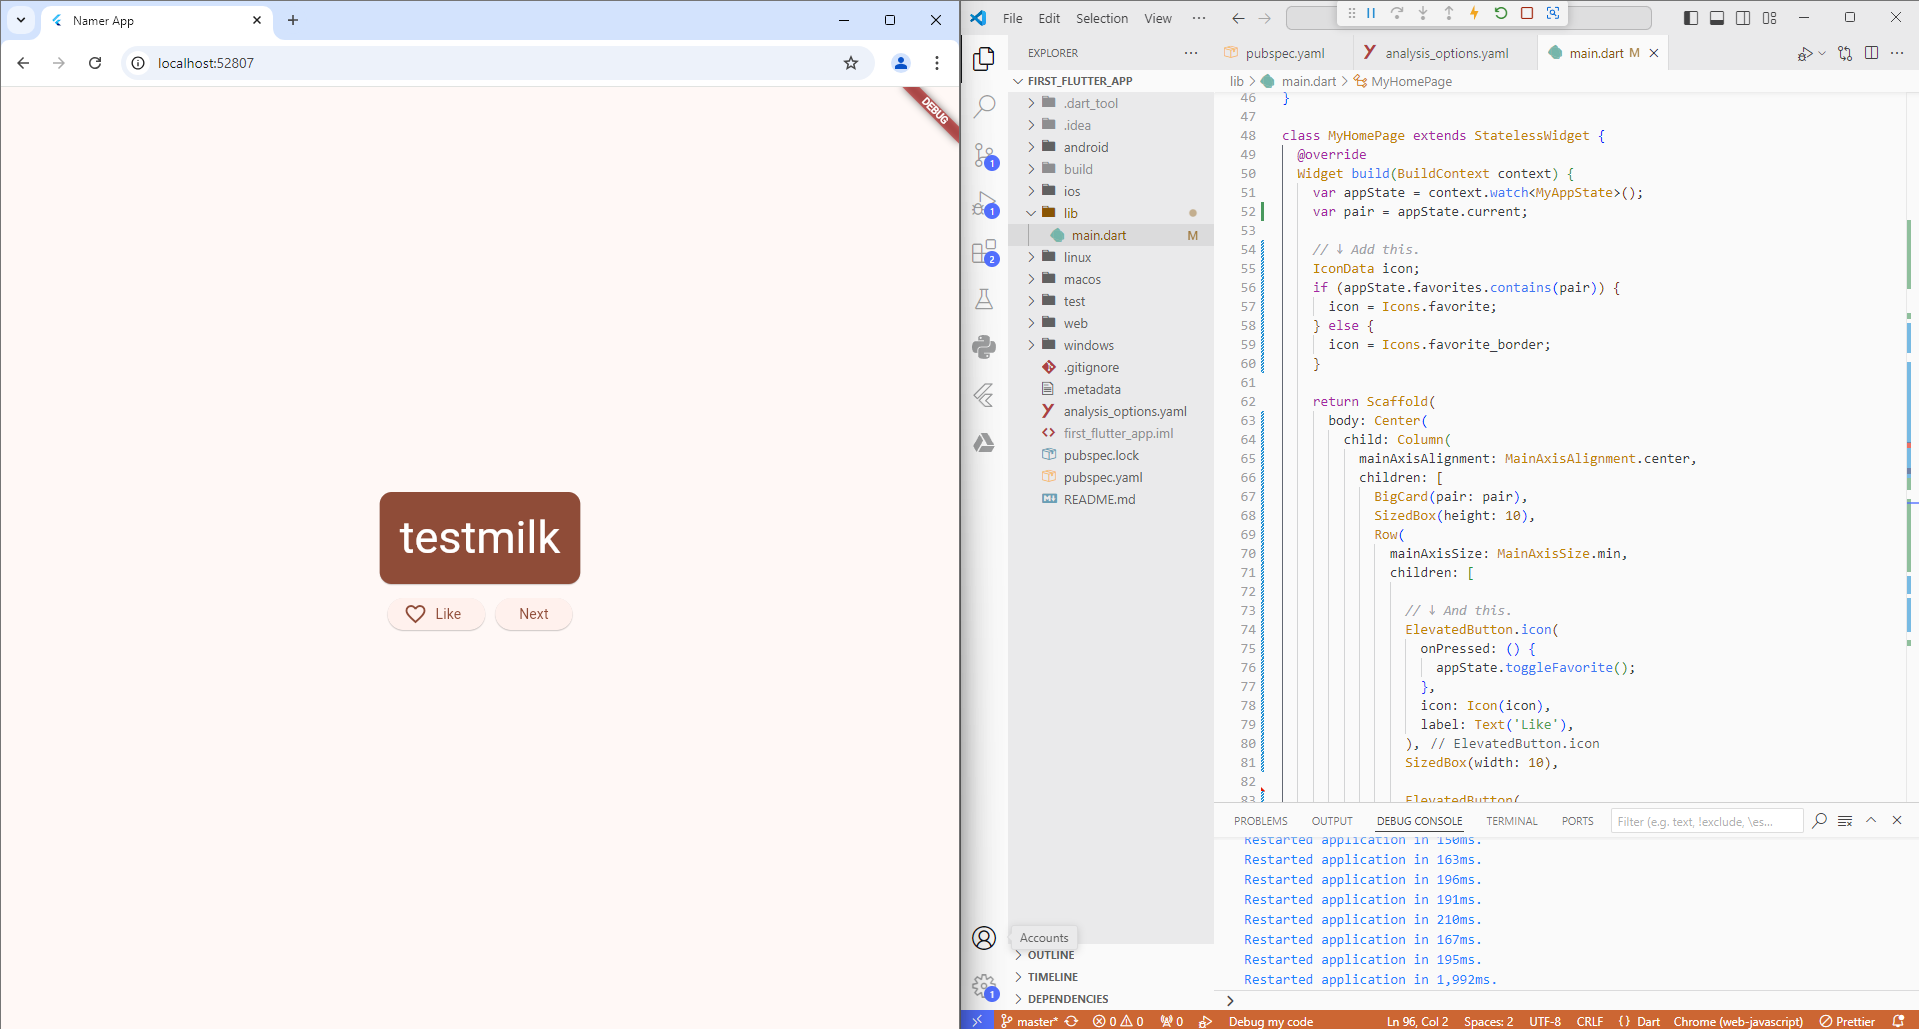 Namer App
localhost:52807
DEBUG
testmilk
Like
Next
File Edit Selection View ···
EXPLORER
FIRST_FLUTTER_APP
.dart_tool
.idea
android
build
ios
lib
main.dart M
linux
macos
test
web
windows
.gitignore
.metadata
analysis_options.yaml
first_flutter_app.iml
pubspec.lock
pubspec.yaml
README.md
Accounts
OUTLINE
TIMELINE
DEPENDENCIES
1
1
2
1
pubspec.yaml
analysis_options.yaml
main.dart M
lib > main.dart > MyHomePage
46 }
47
48 class MyHomePage extends StatelessWidget {
49 @override
50 Widget build(BuildContext context) {
51 var appState = context.watch<MyAppState>();
52 var pair = appState.current;
53
54 // ↓ Add this.
55 IconData icon;
56 if (appState.favorites.contains(pair)) {
57 icon = Icons.favorite;
58 } else {
59 icon = Icons.favorite_border;
60 }
61
62 return Scaffold(
63 body: Center(
64 child: Column(
65 mainAxisAlignment: MainAxisAlignment.center,
66 children: [
67 BigCard(pair: pair),
68 SizedBox(height: 10),
69 Row(
70 mainAxisSize: MainAxisSize.min,
71 children: [
72
73 // ↓ And this.
74 ElevatedButton.icon(
75 onPressed: () {
76 appState.toggleFavorite();
77 },
78 icon: Icon(icon),
79 label: Text('Like'),
80 ), // ElevatedButton.icon
81 SizedBox(width: 10),
82
83 ElevatedButton(
PROBLEMS OUTPUT DEBUG CONSOLE TERMINAL PORTS Filter (e.g. text, !exclude, \es...
Restarted application in 150ms.
Restarted application in 163ms.
Restarted application in 196ms.
Restarted application in 191ms.
Restarted application in 210ms.
Restarted application in 167ms.
Restarted application in 195ms.
Restarted application in 1,992ms.
master* 0 0 0 Debug my code Ln 96, Col 2 Spaces: 2 UTF-8 CRLF {} Dart Chrome (web-javascript) Prettier